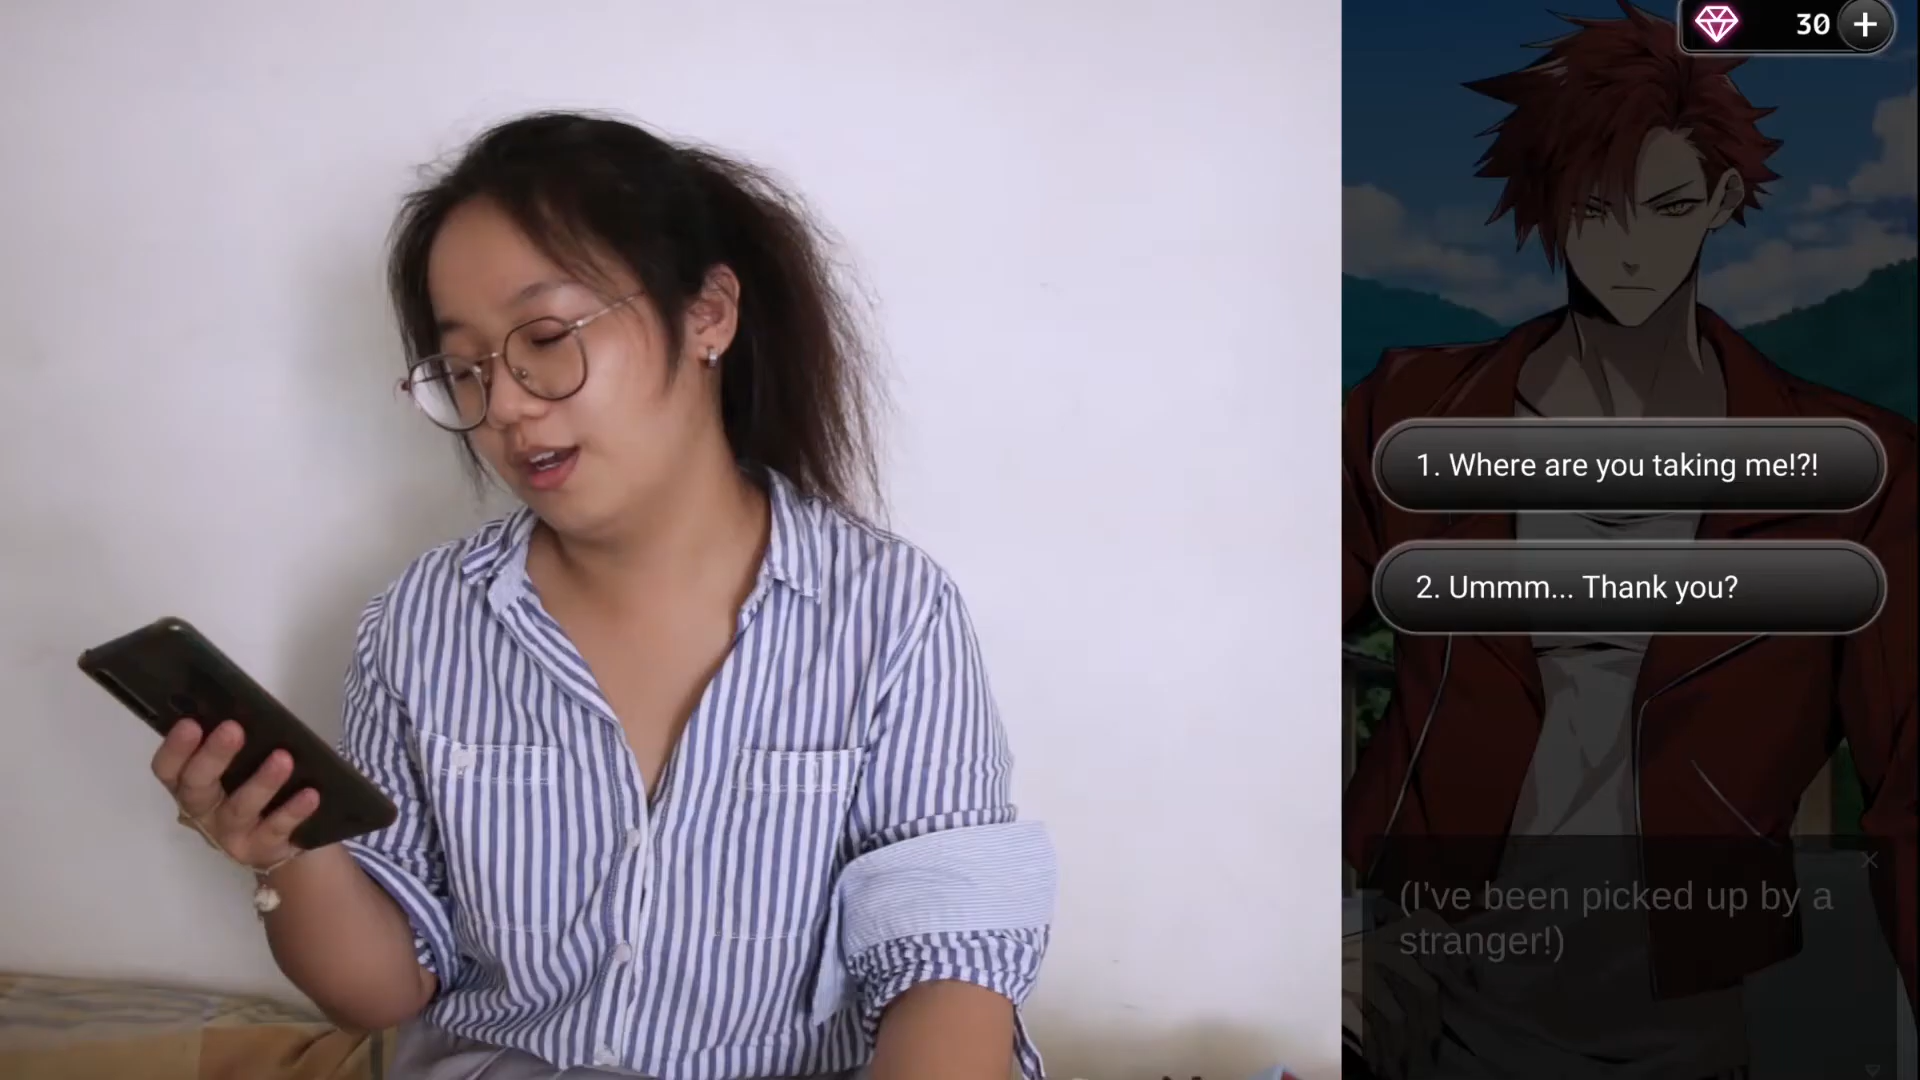 30
1. Where are you taking me!?!
2. Ummm... Thank you?
(I've been picked up by a
stranger!)